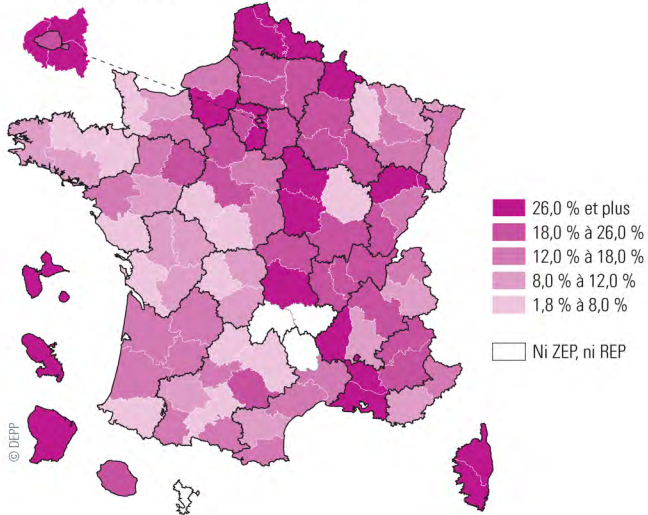 26,0 % et plus
18,0 % à 26,0 %
12,0 % à 18,0 %
8,0 % à 12,0 %
1,8 % à 8,0 %
Ni ZEP, ni REP
© DEPP